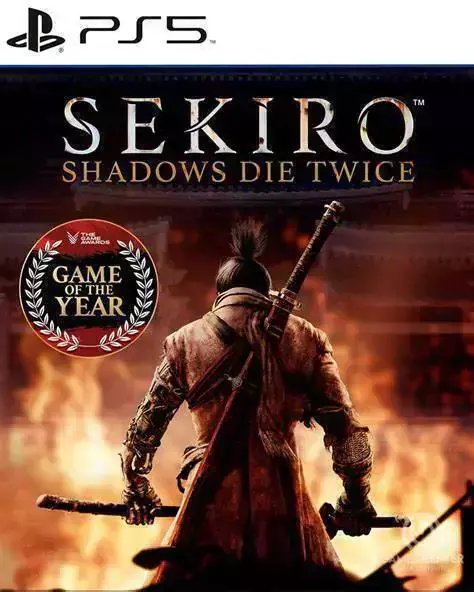 PS5
SEKIRO™
SHADOWS DIE TWICE
THE
GAME
AWARDS
GAME
OF THE
YEAR